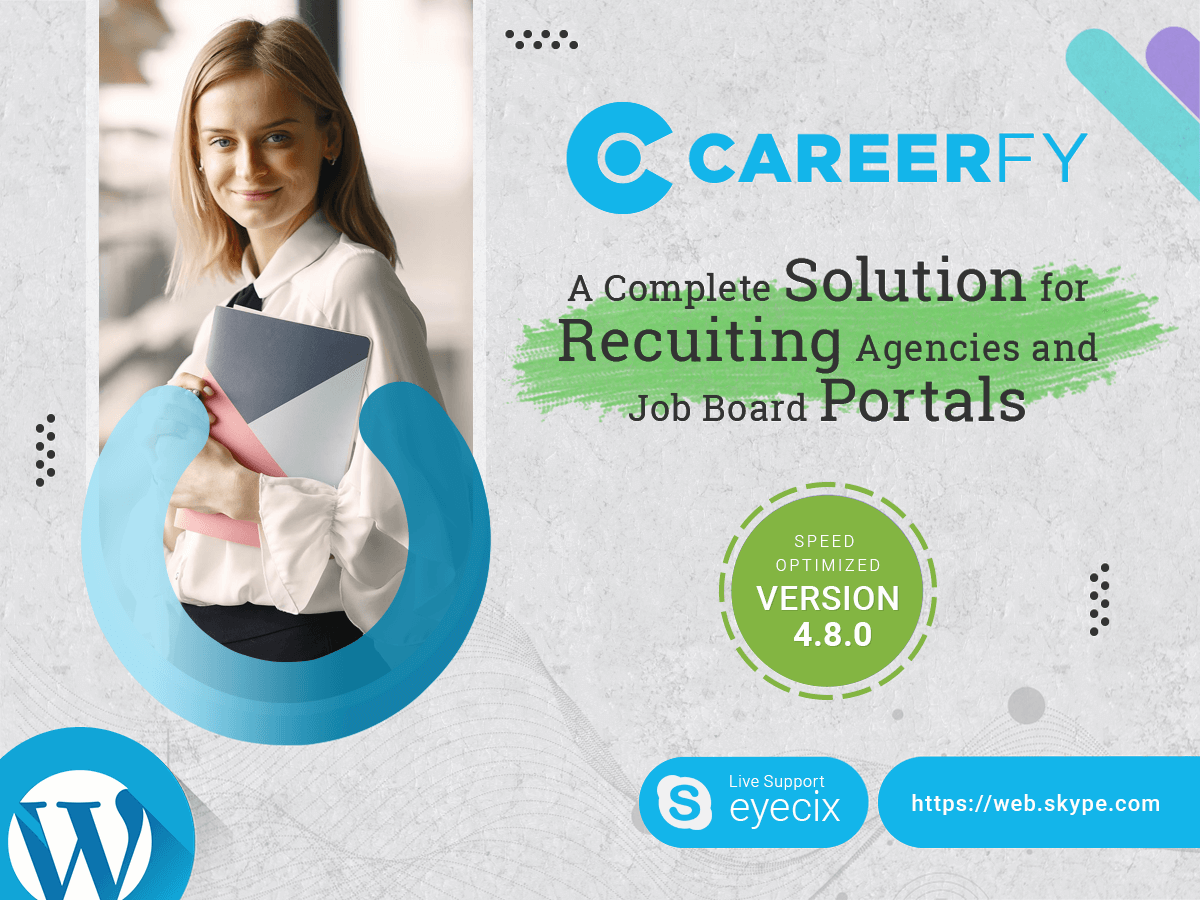 CAREERFY
A Complete Solution for
Recuiting Agencies and
Job Board Portals
SPEED
OPTIMIZED
VERSION
4.8.0
Live Support
eyecix
https://web.skype.com